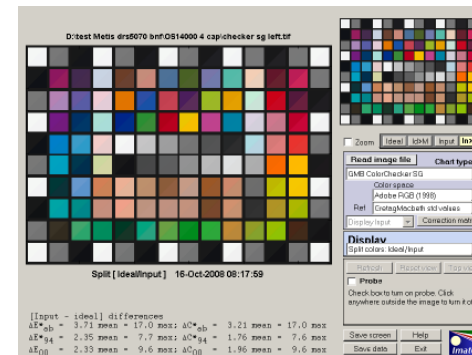 D:\test Metis drs5070 bnf\OS14000 4 cap\checker sg left.tif
Split [ Ideal/Input ] 16-Oct-2008 08:17:59
[Input - ideal] differences
ΔE*ab = 3.71 mean - 17.0 max; ΔC*ab = 3.21 mean - 17.0 max
ΔE*94 = 2.35 mean - 7.7 max; ΔC*94 = 1.76 mean - 7.6 max
ΔE00 = 2.33 mean - 9.6 max; ΔC00 = 1.96 mean - 9.6 max
Zoom Ideal Id>M Input
Read image file Chart type
GMB ColorChecker SG
Color space
Adobe RGB (1998)
Ref. GretagMacbeth std values
Display Input Correction
Display
Split colors: Ideal/Input
Refresh Reset view
Probe
Check box to turn on probe. Click
anywhere outside the image to turn it
Save screen Help
Save data Exit